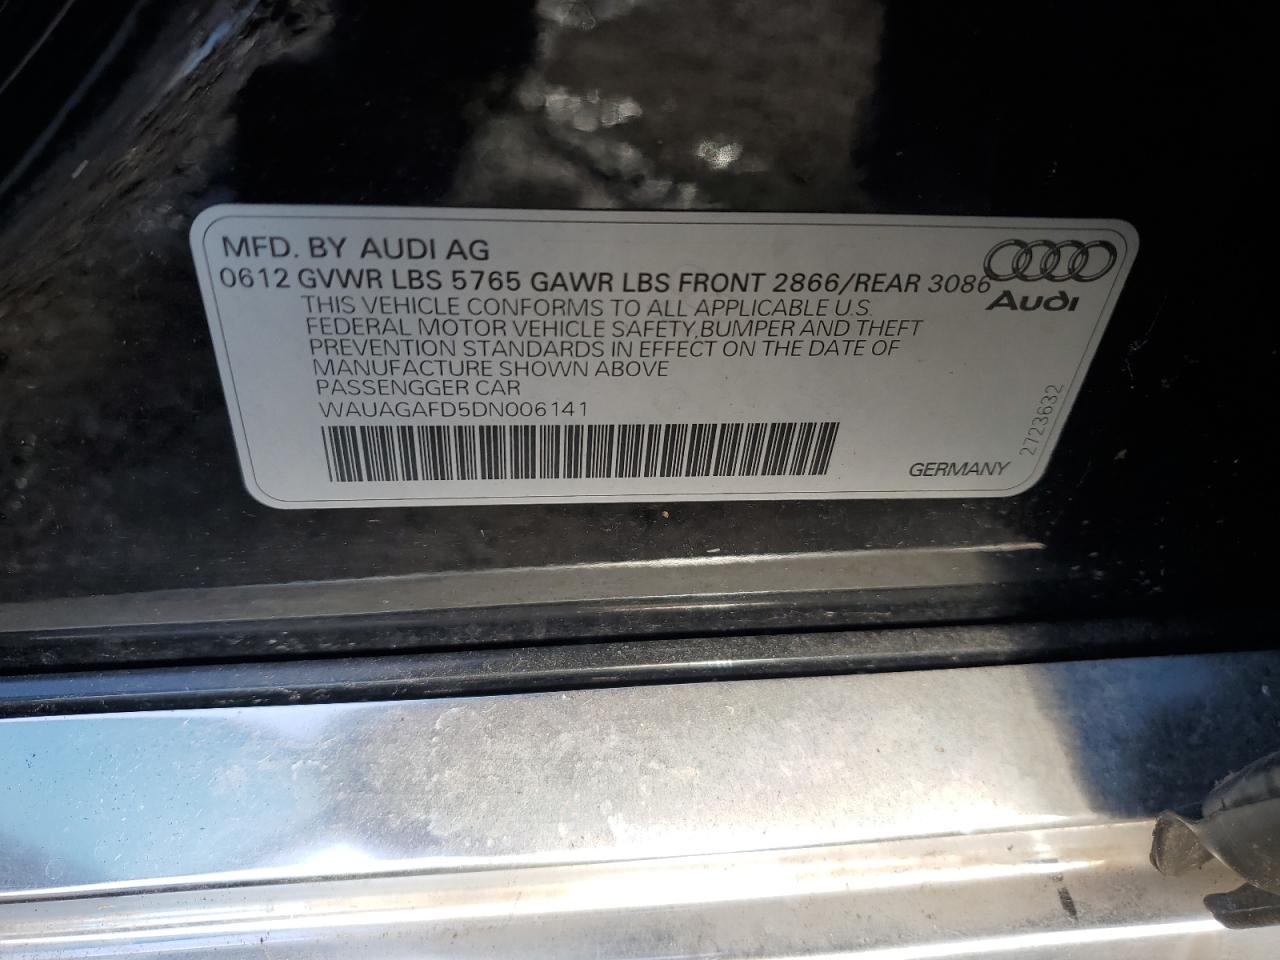 MFD. BY AUDI AG
0612 GVWR LBS 5765 GAWR LBS FRONT 2866/REAR 3086
Audi
THIS VEHICLE CONFORMS TO ALL APPLICABLE U.S.
FEDERAL MOTOR VEHICLE SAFETY,BUMPER AND THEFT
PREVENTION STANDARDS IN EFFECT ON THE DATE OF
MANUFACTURE SHOWN ABOVE
PASSENGGER CAR
WAUAGAFD5DN006141
2723632
GERMANY